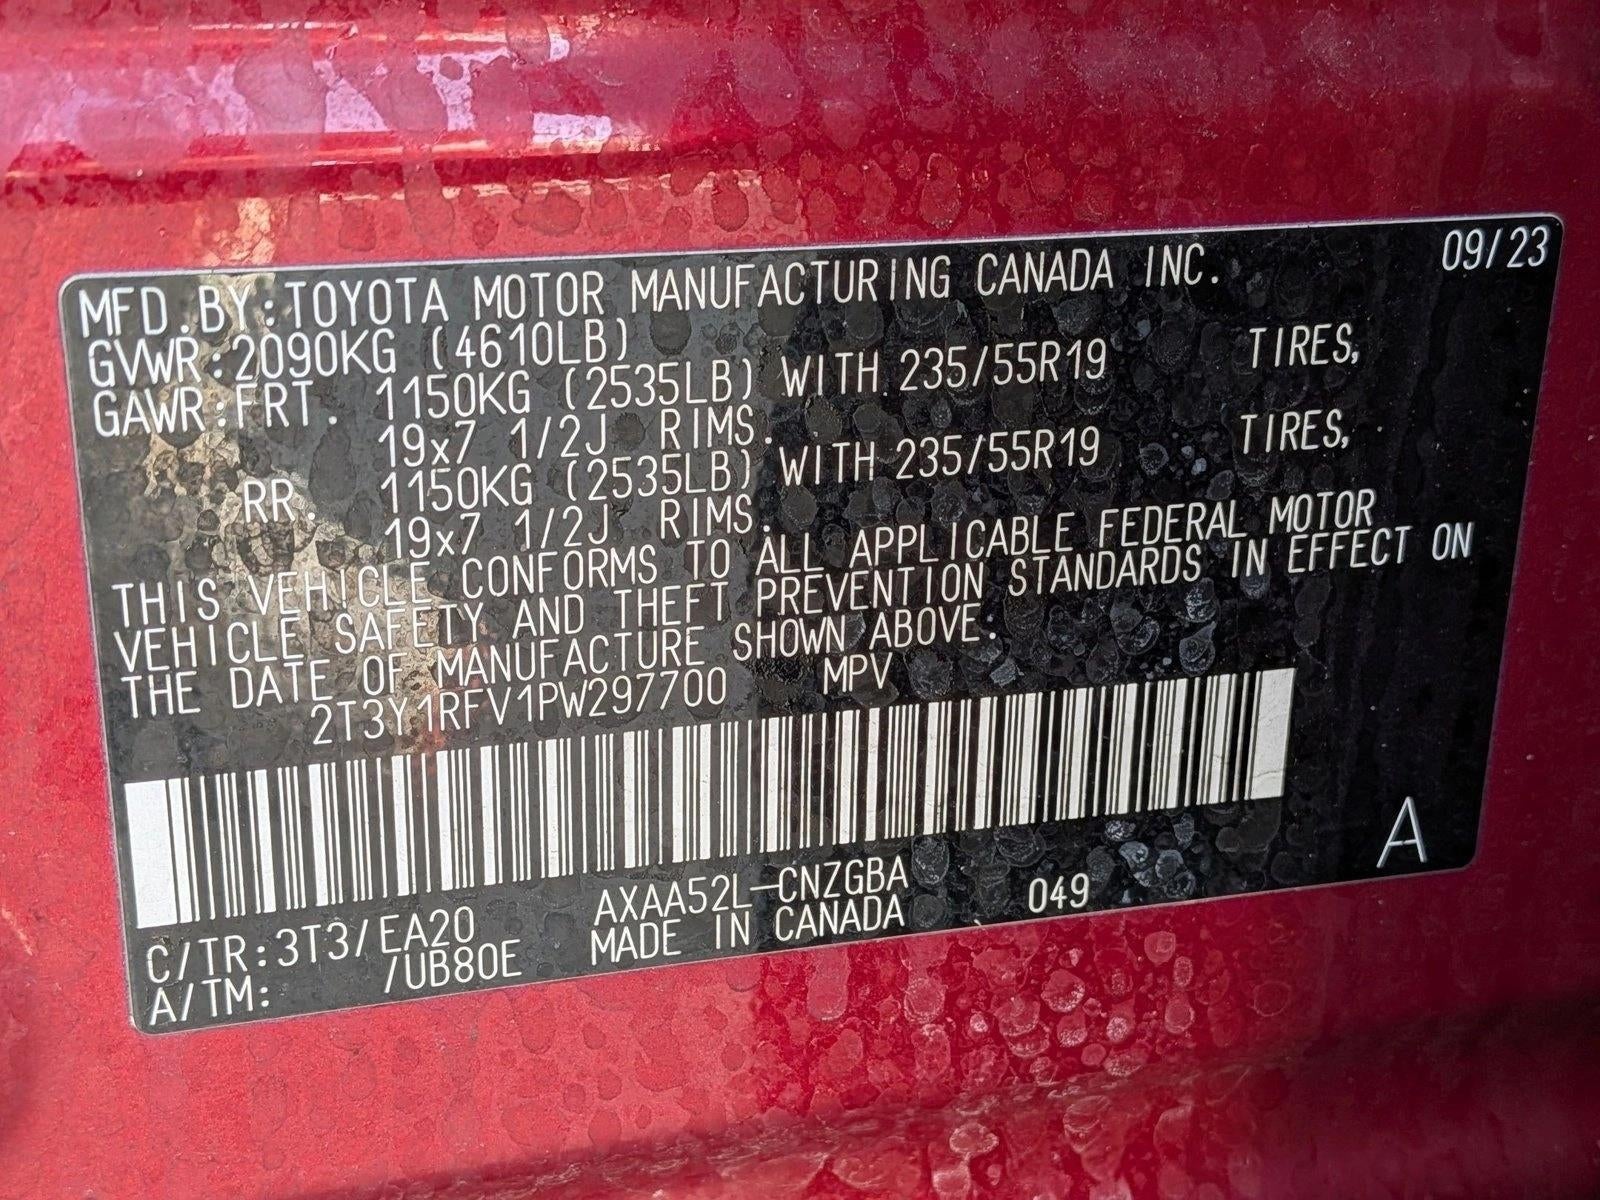 09/23
MFD.BY:TOYOTA MOTOR MANUFACTURING CANADA INC.
GVWR:2090KG (4610LB)
GAWR:FRT. 1150KG (2535LB) WITH 235/55R19 TIRES,
19x7 1/2J RIMS.
RR. 1150KG (2535LB) WITH 235/55R19 TIRES,
19x7 1/2J RIMS.
THIS VEHICLE CONFORMS TO ALL APPLICABLE FEDERAL MOTOR
VEHICLE SAFETY AND THEFT PREVENTION STANDARDS IN EFFECT ON
THE DATE OF MANUFACTURE SHOWN ABOVE.
2T3Y1RFV1PW297700 MPV
A
C/TR:3T3/EA20 AXAA52L-CNZGBA 049
A/TM: /UB80E MADE IN CANADA